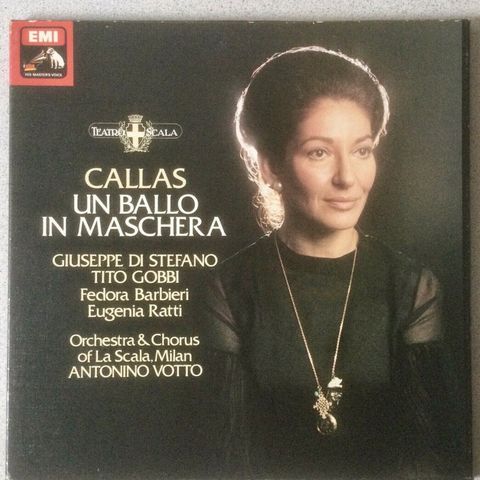 EMI
HIS MASTER'S VOICE
TEATRO SCALA
CALLAS
UN BALLO
IN MASCHERA
GIUSEPPE DI STEFANO
TITO GOBBI
Fedora Barbieri
Eugenia Ratti
Orchestra & Chorus
of La Scala, Milan
ANTONINO VOTTO